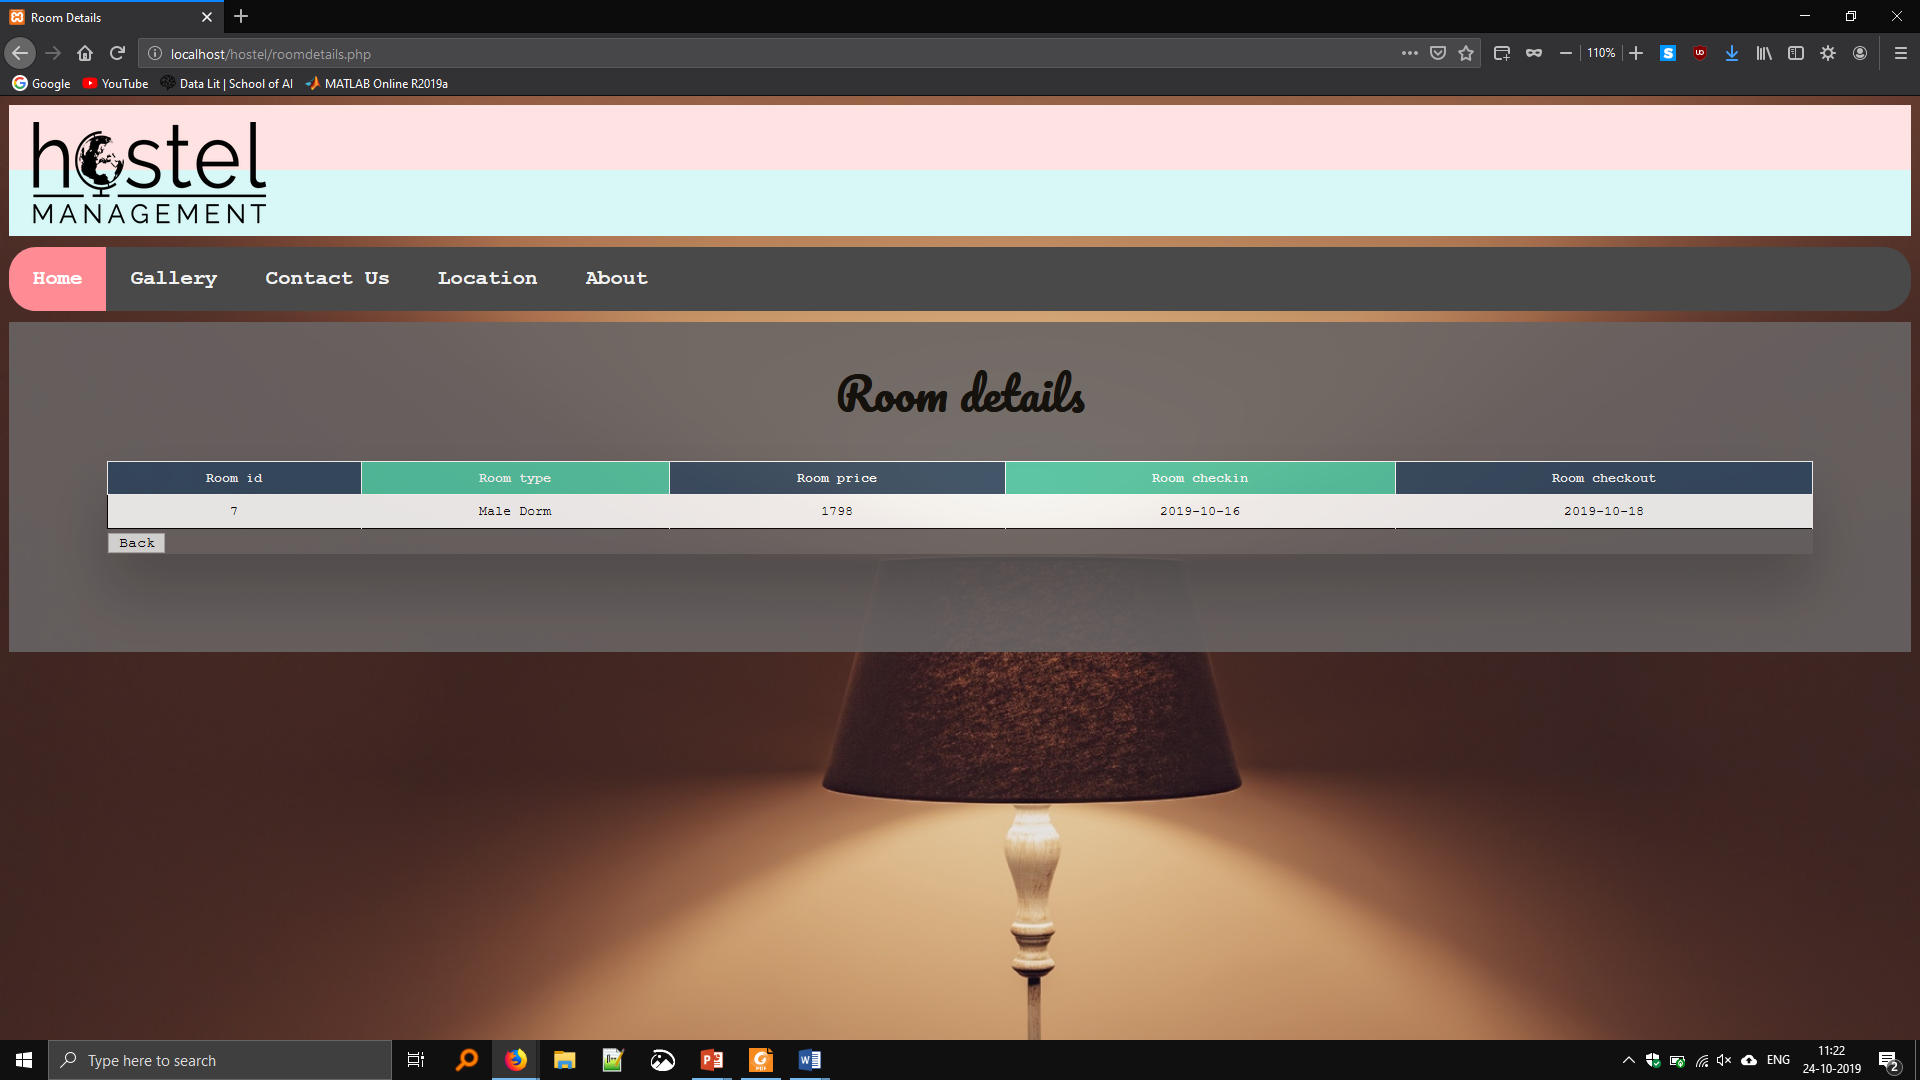 Room Details
localhost/hostel/roomdetails.php
110%
Google YouTube Data Lit | School of AI MATLAB Online R2019a
hostel
MANAGEMENT
Home Gallery Contact Us Location About
Room details
Room id Room type Room price Room checkin Room checkout
7 Male Dorm 1798 2019-10-16 2019-10-18
Back
Type here to search
ENG
11:22
24-10-2019
2